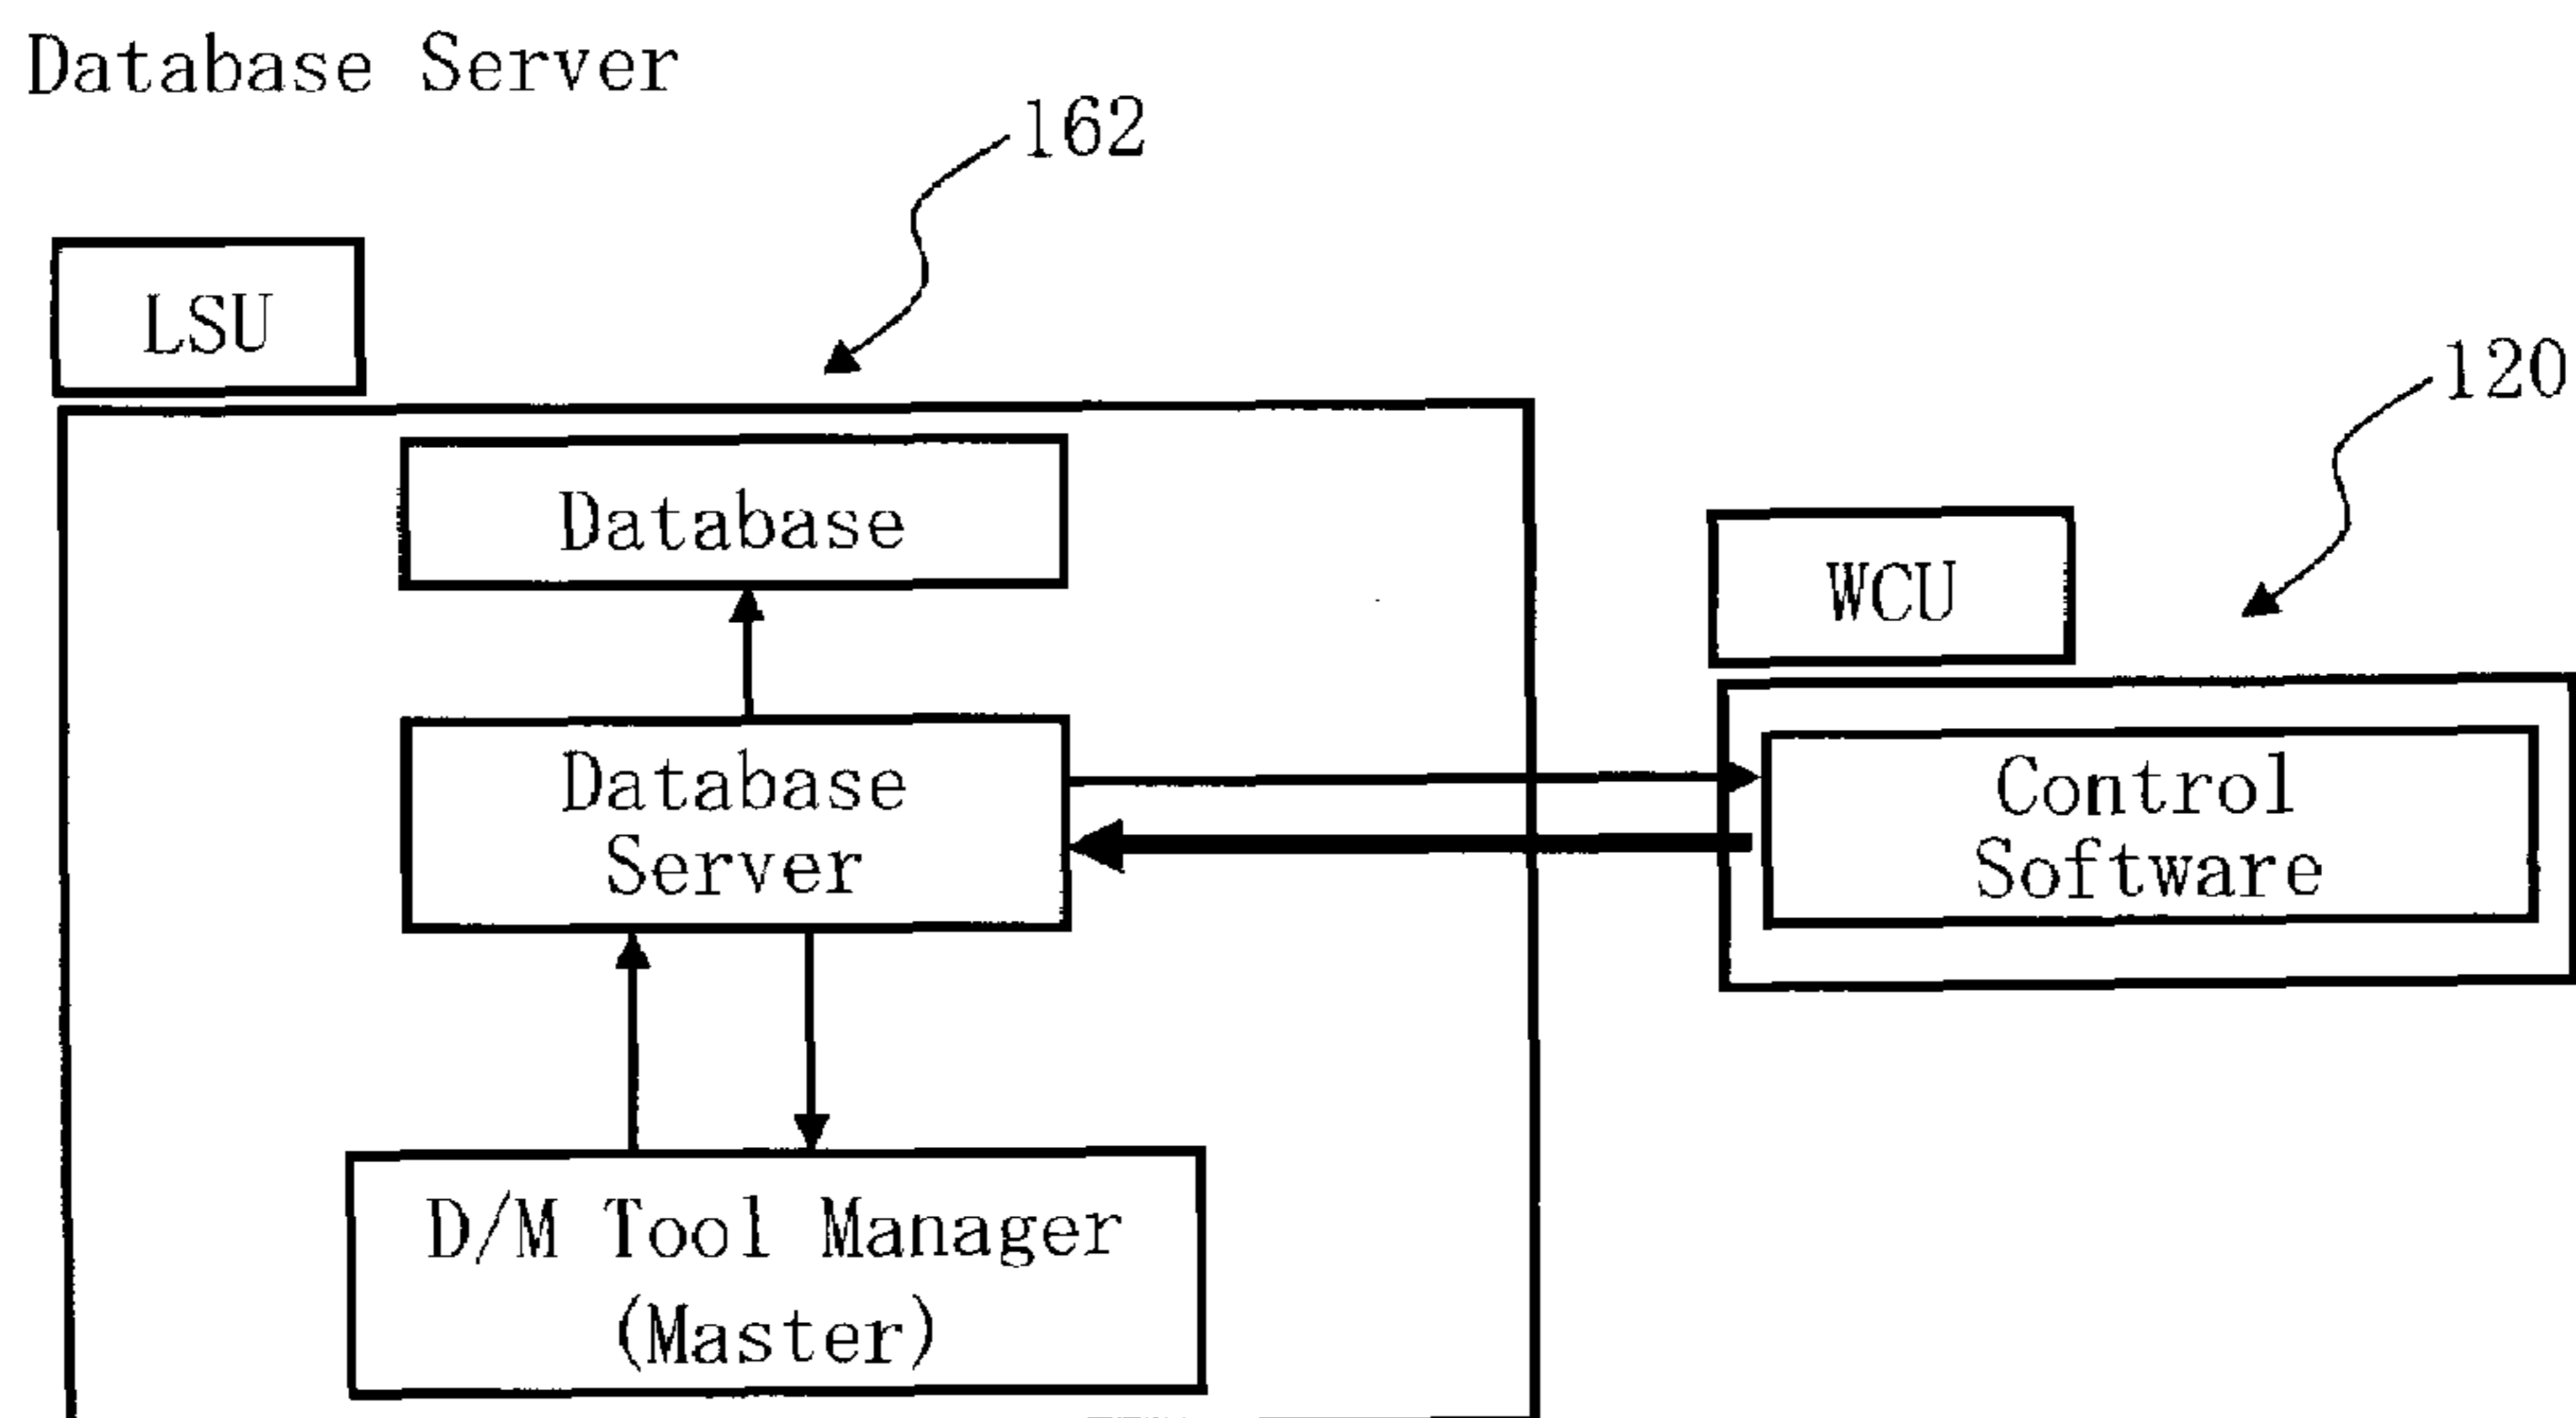 Database Server
162
LSU
120
Database
WCU
Database
Server
Control
Software
D/M Tool Manager
(Master)